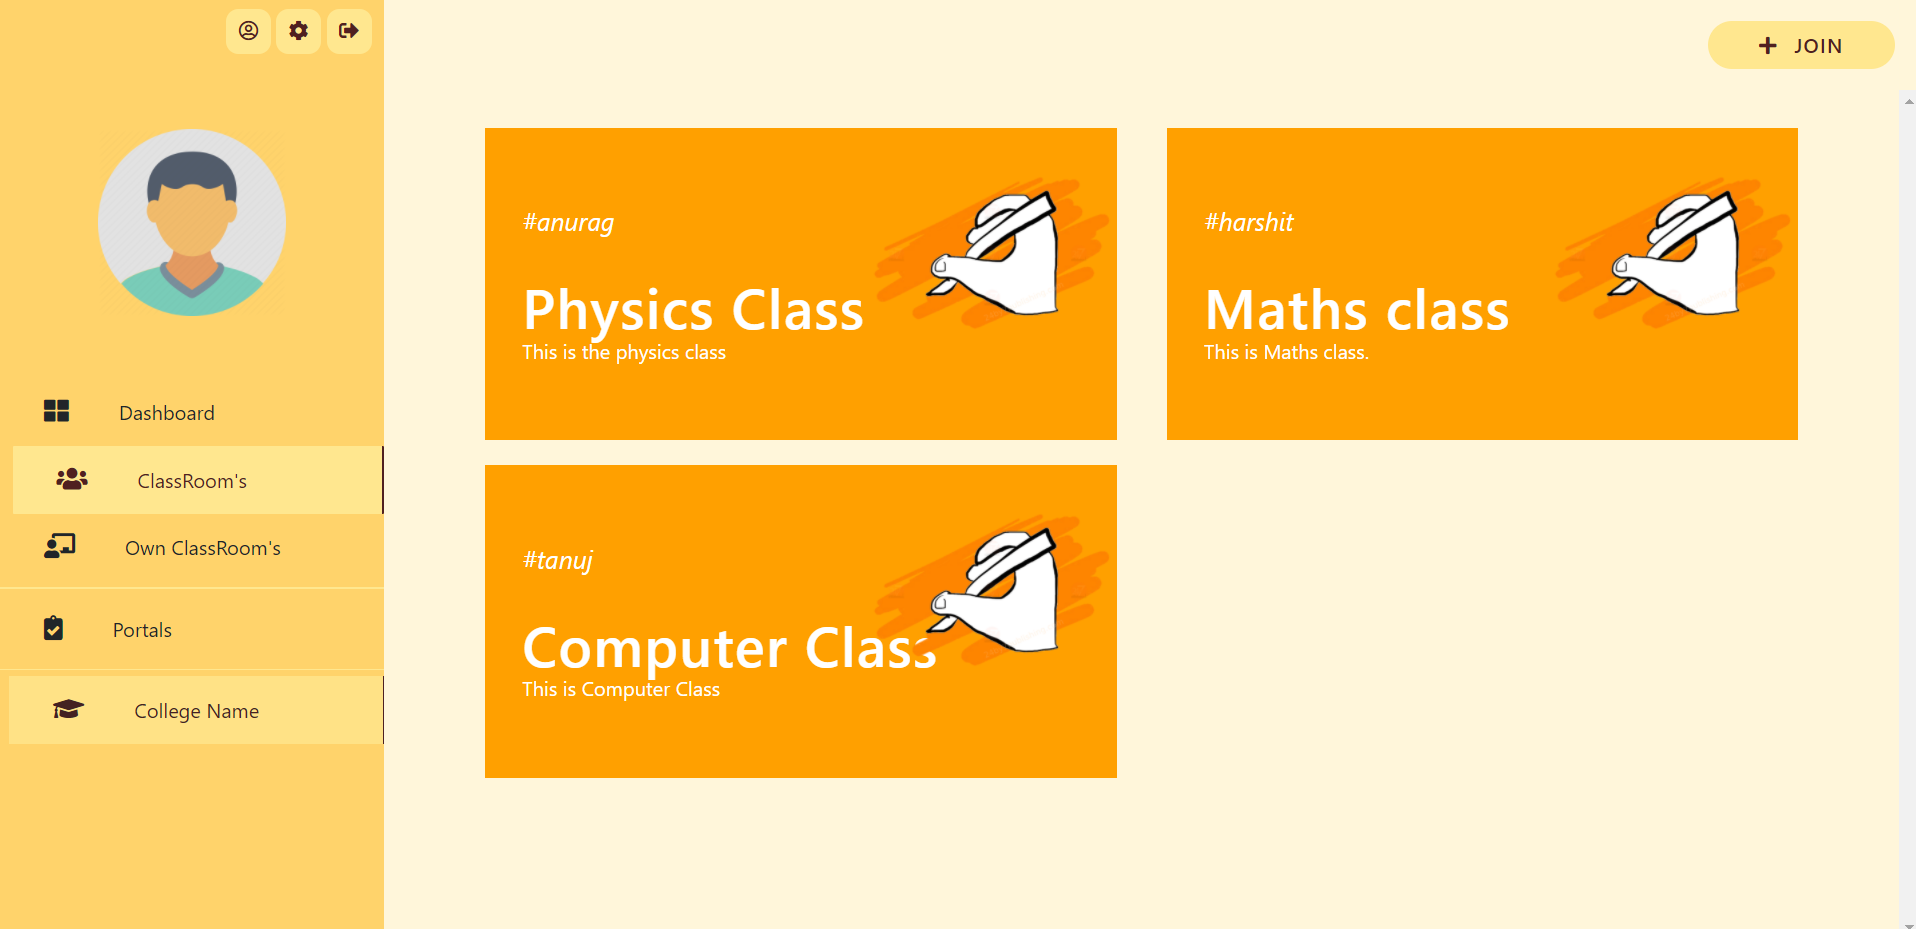 JOIN
Dashboard
ClassRoom's
Own ClassRoom's
Portals
College Name
#anurag
Physics Class
This is the physics class
#harshit
Maths class
This is Maths class.
#tanuj
Computer Class
This is Computer Class